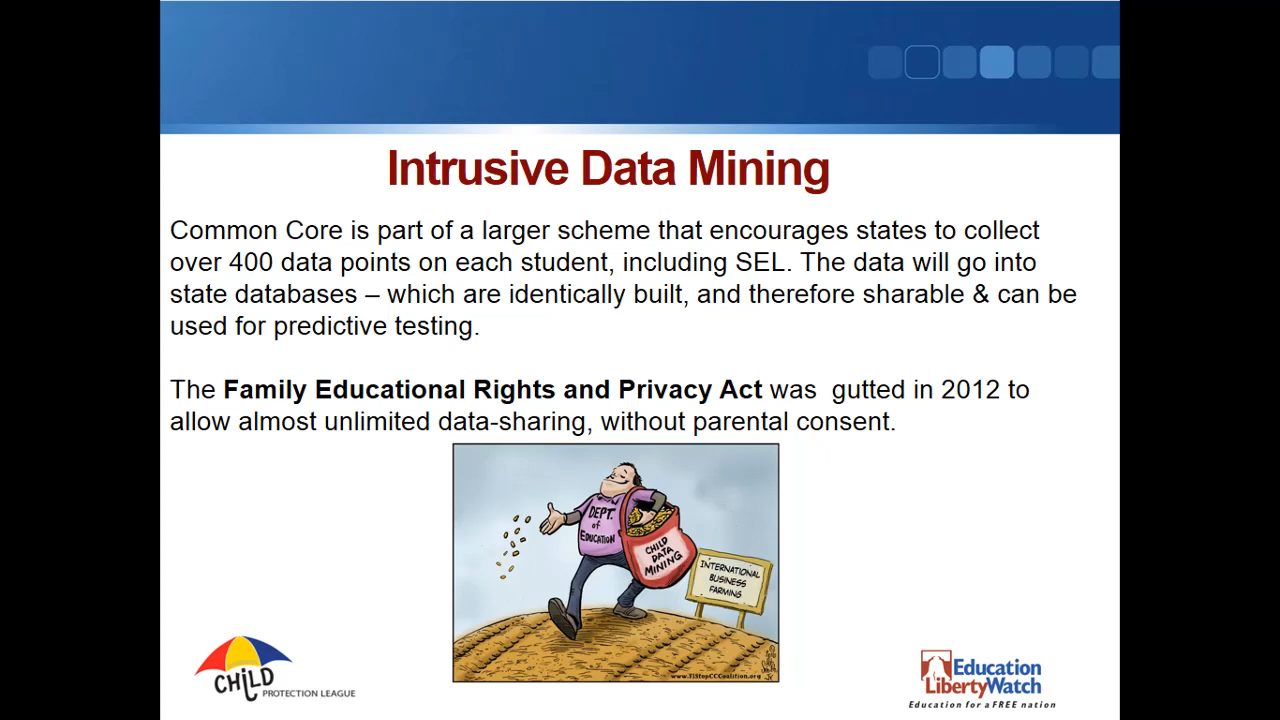 Intrusive Data Mining
Common Core is part of a larger scheme that encourages states to collect
over 400 data points on each student, including SEL. The data will go into
state databases – which are identically built, and therefore sharable & can be
used for predictive testing.
The Family Educational Rights and Privacy Act was  gutted in 2012 to
allow almost unlimited data-sharing, without parental consent.
DEPT.
of
EDUCATION
CHILD
DATA
MINING
INTERNATIONAL
BUSINESS
FARMING
CHILD
PROTECTION LEAGUE
Education
LibertyWatch
Education for a FREE nation